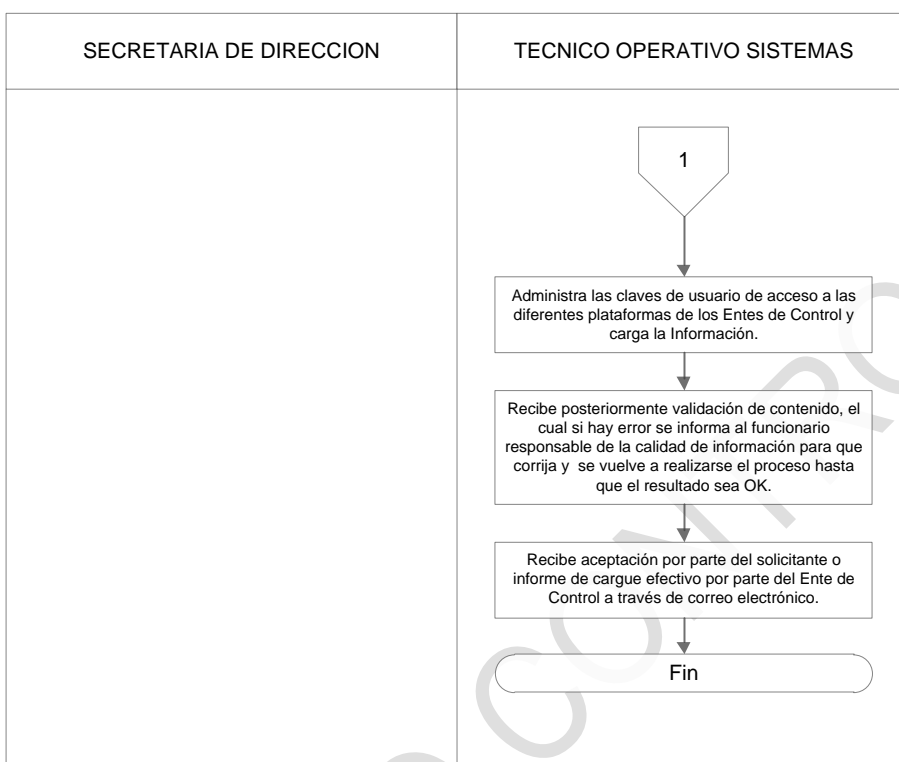 SECRETARIA DE DIRECCION
TECNICO OPERATIVO SISTEMAS
1
Administra las claves de usuario de acceso a las
diferentes plataformas de los Entes de Control y
carga la Información.
Recibe posteriormente validación de contenido, el
cual si hay error se informa al funcionario
responsable de la calidad de información para que
corrija y  se vuelve a realizarse el proceso hasta
que el resultado sea OK.
Recibe aceptación por parte del solicitante o
informe de cargue efectivo por parte del Ente de
Control a través de correo electrónico.
Fin